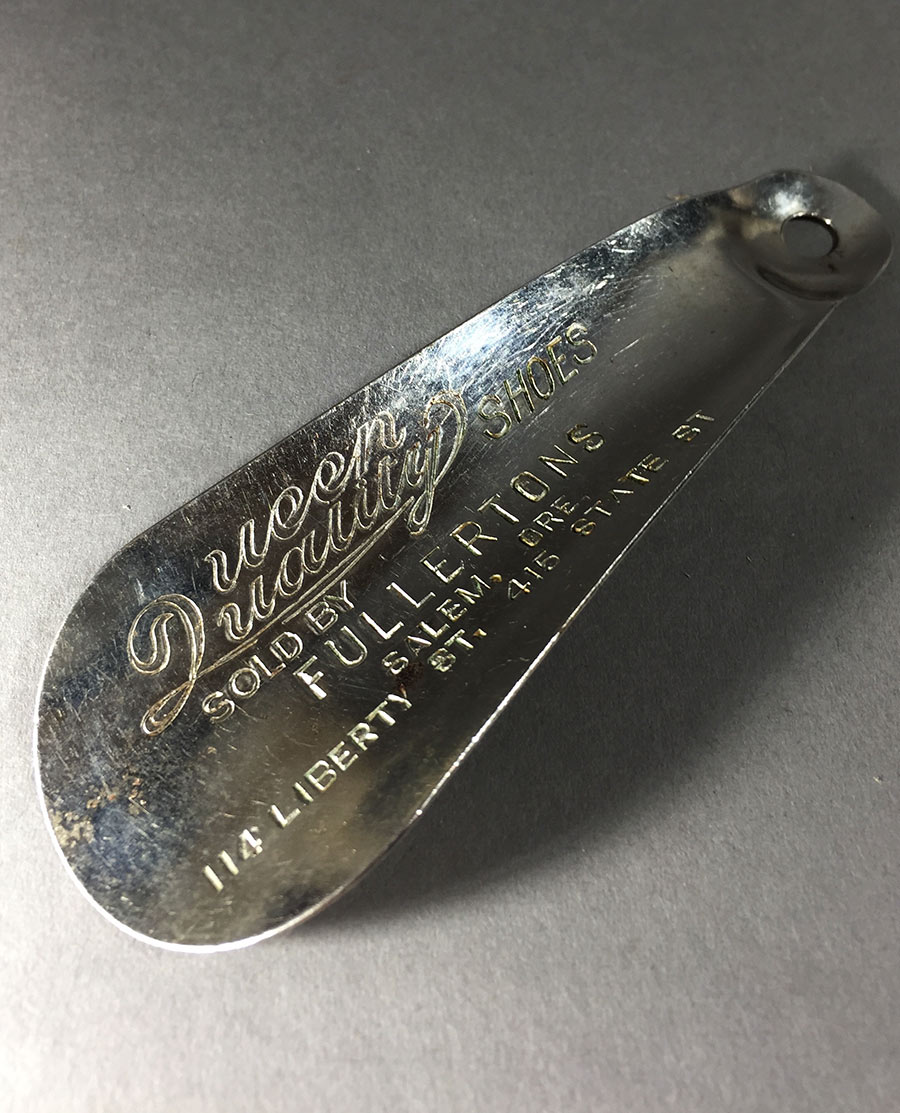 Queen
Quality SHOES
SOLD BY
FULLERTONS
SALEM, ORE.
114 LIBERTY ST. 415 STATE ST